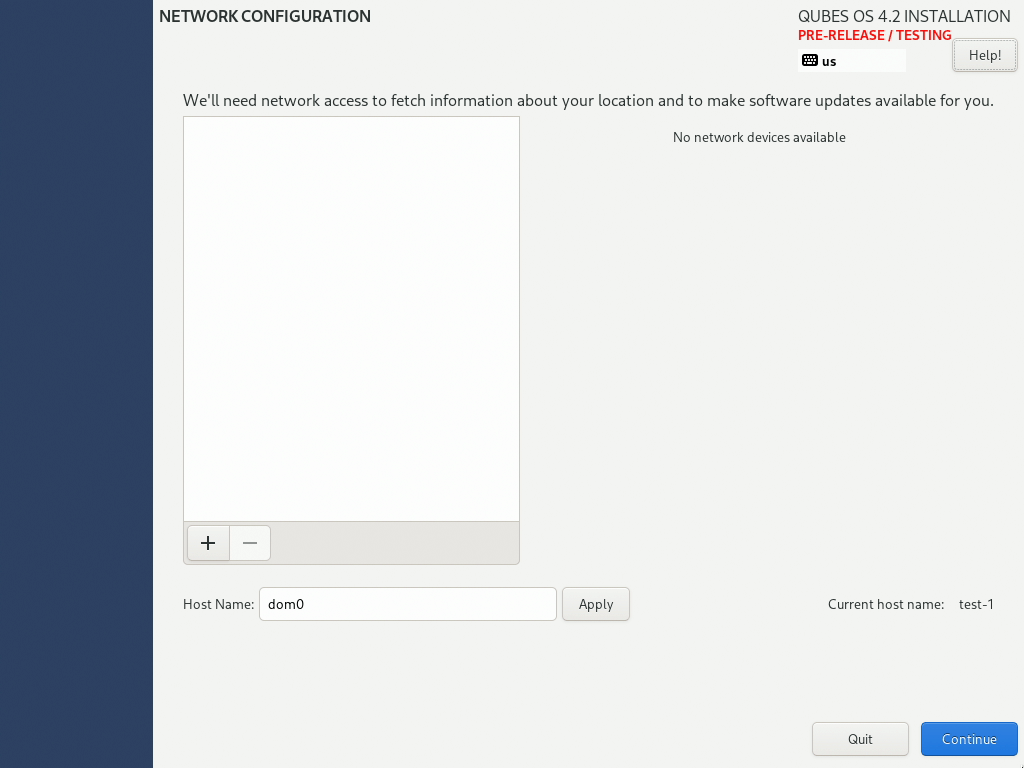 NETWORK CONFIGURATION
QUBES OS 4.2 INSTALLATION
PRE-RELEASE / TESTING
us
Help!
We'll need network access to fetch information about your location and to make software updates available for you.
No network devices available
Host Name: dom0 Apply Current host name: test-1
Quit Continue